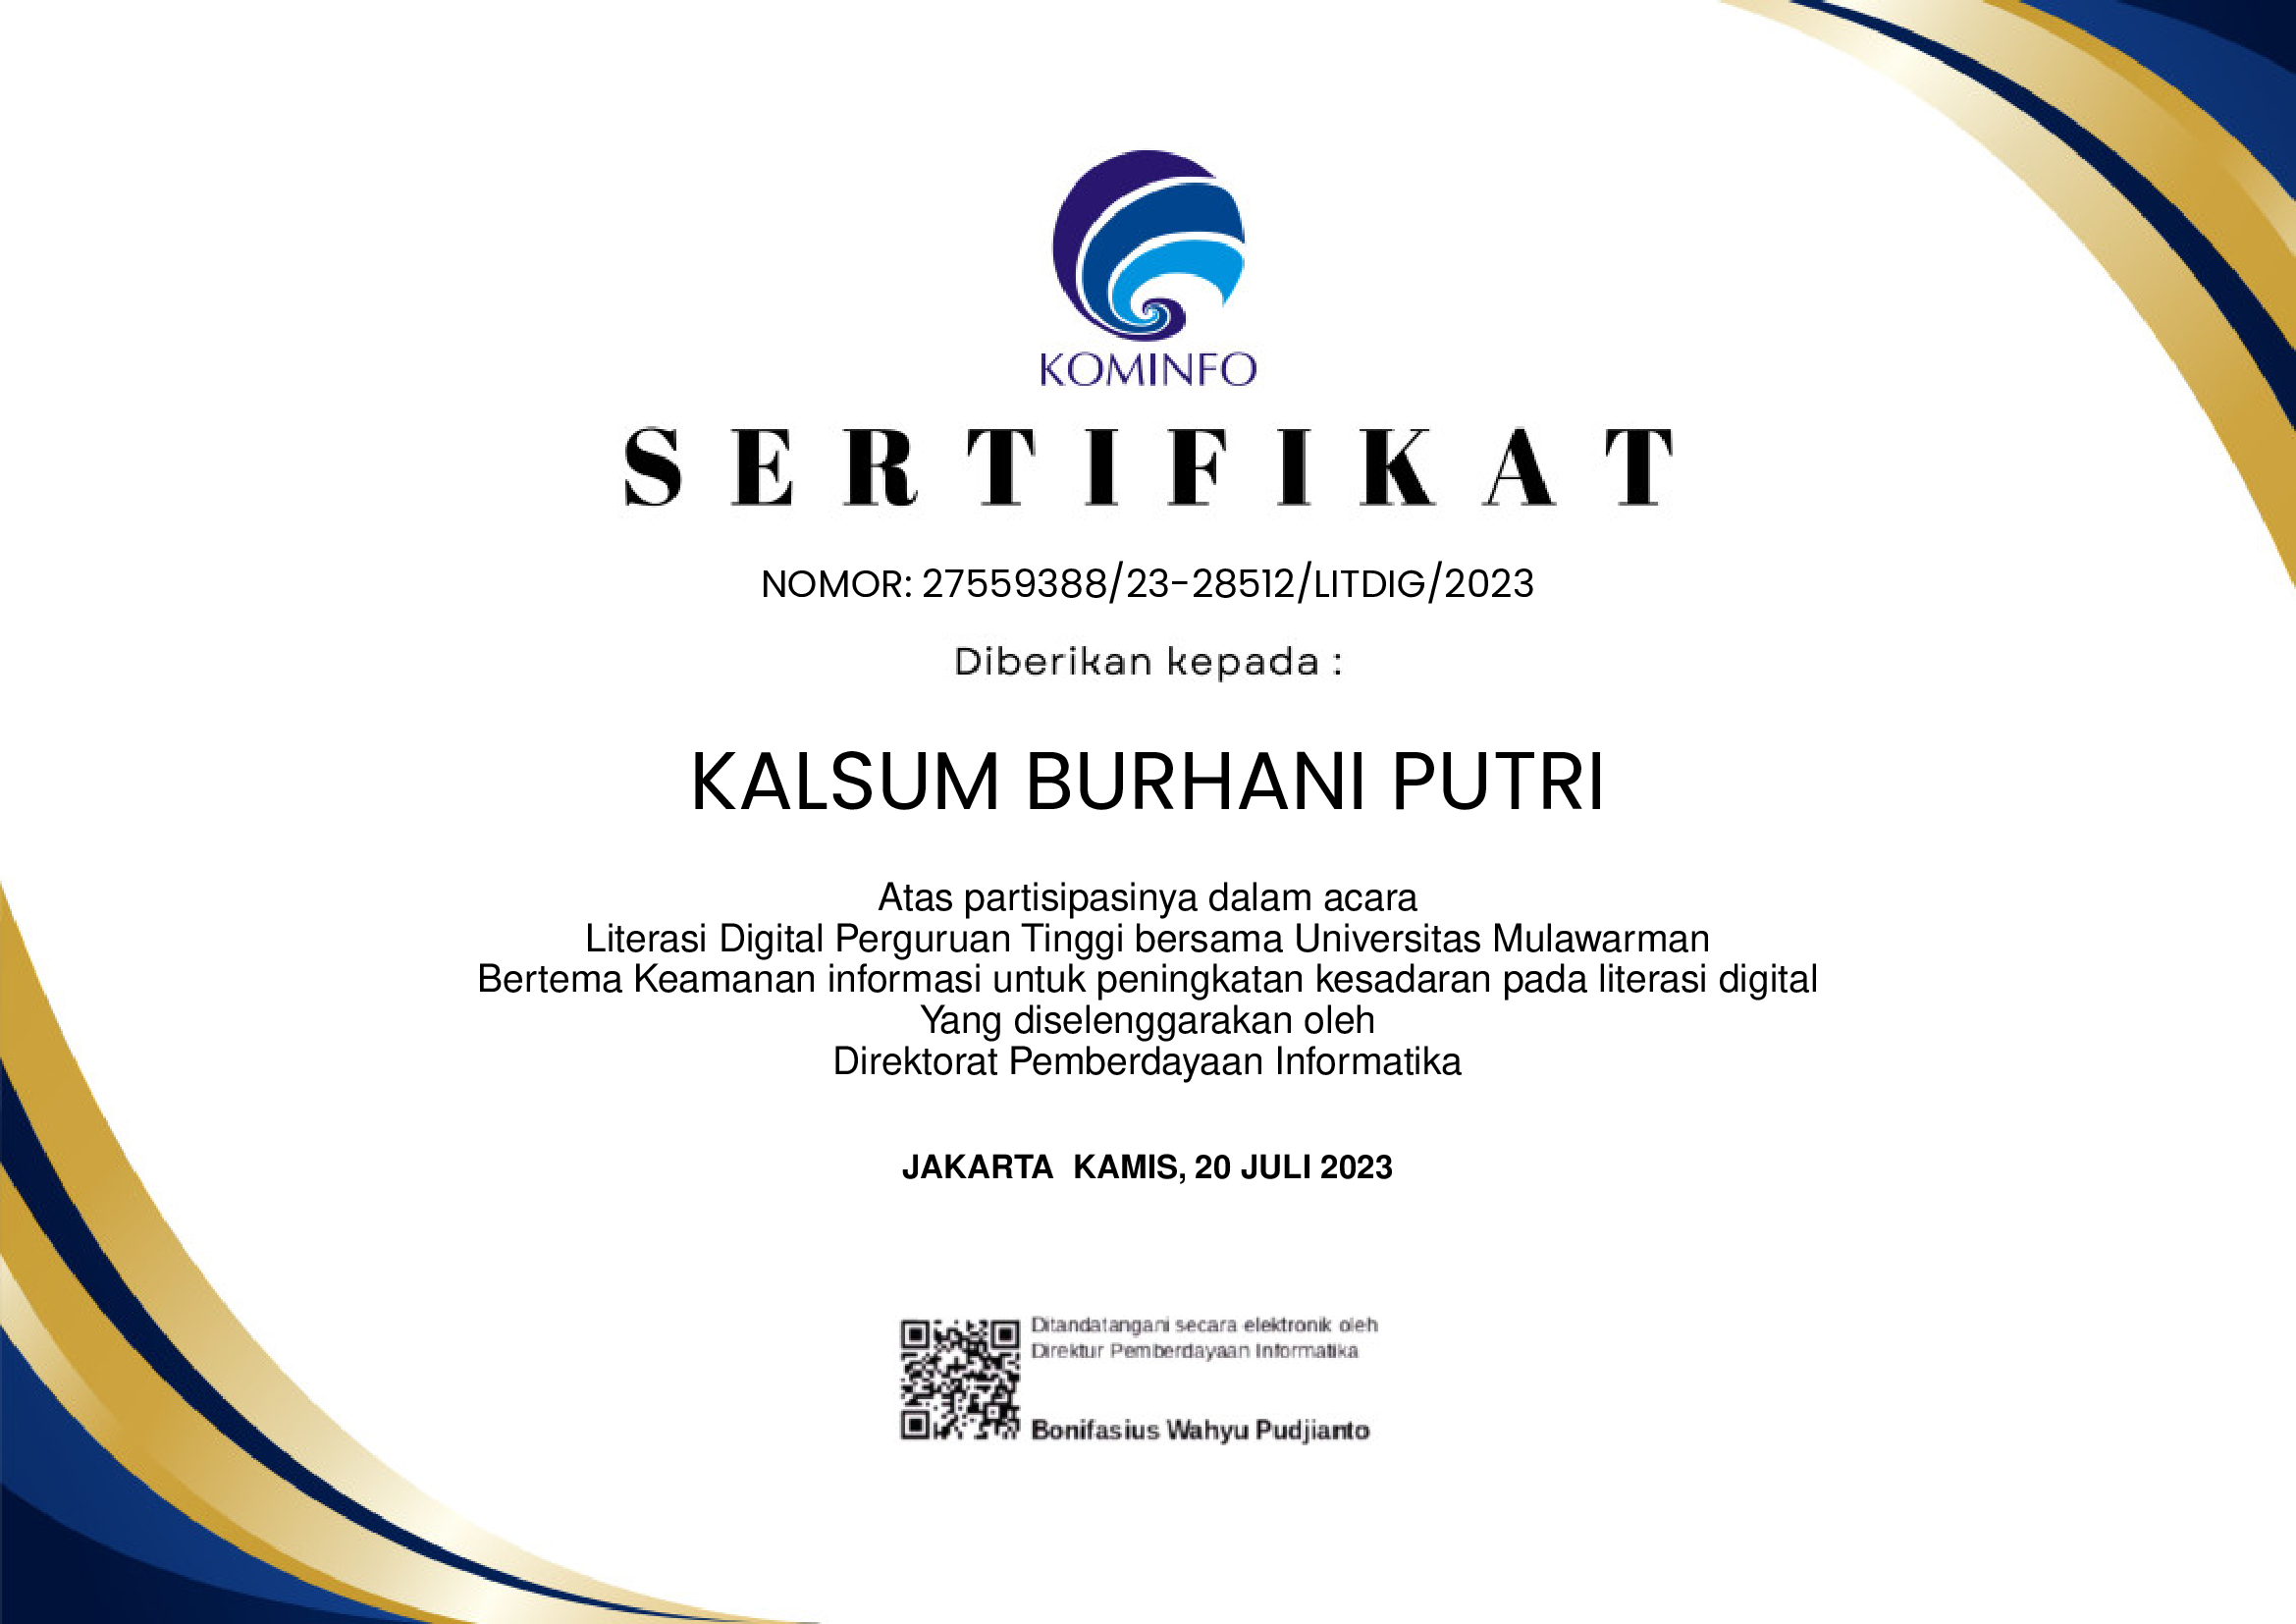 KOMINFO
SERTIFIKAT
NOMOR: 27559388/23-28512/LITDIG/2023
Diberikan kepada :
KALSUM BURHANI PUTRI
Atas partisipasinya dalam acara
Literasi Digital Perguruan Tinggi bersama Universitas Mulawarman
Bertema Keamanan informasi untuk peningkatan kesadaran pada literasi digital
Yang diselenggarakan oleh
Direktorat Pemberdayaan Informatika
JAKARTA  KAMIS, 20 JULI 2023
Ditandatangani secara elektronik oleh
Direktur Pemberdayaan Informatika
Bonifasius Wahyu Pudjianto